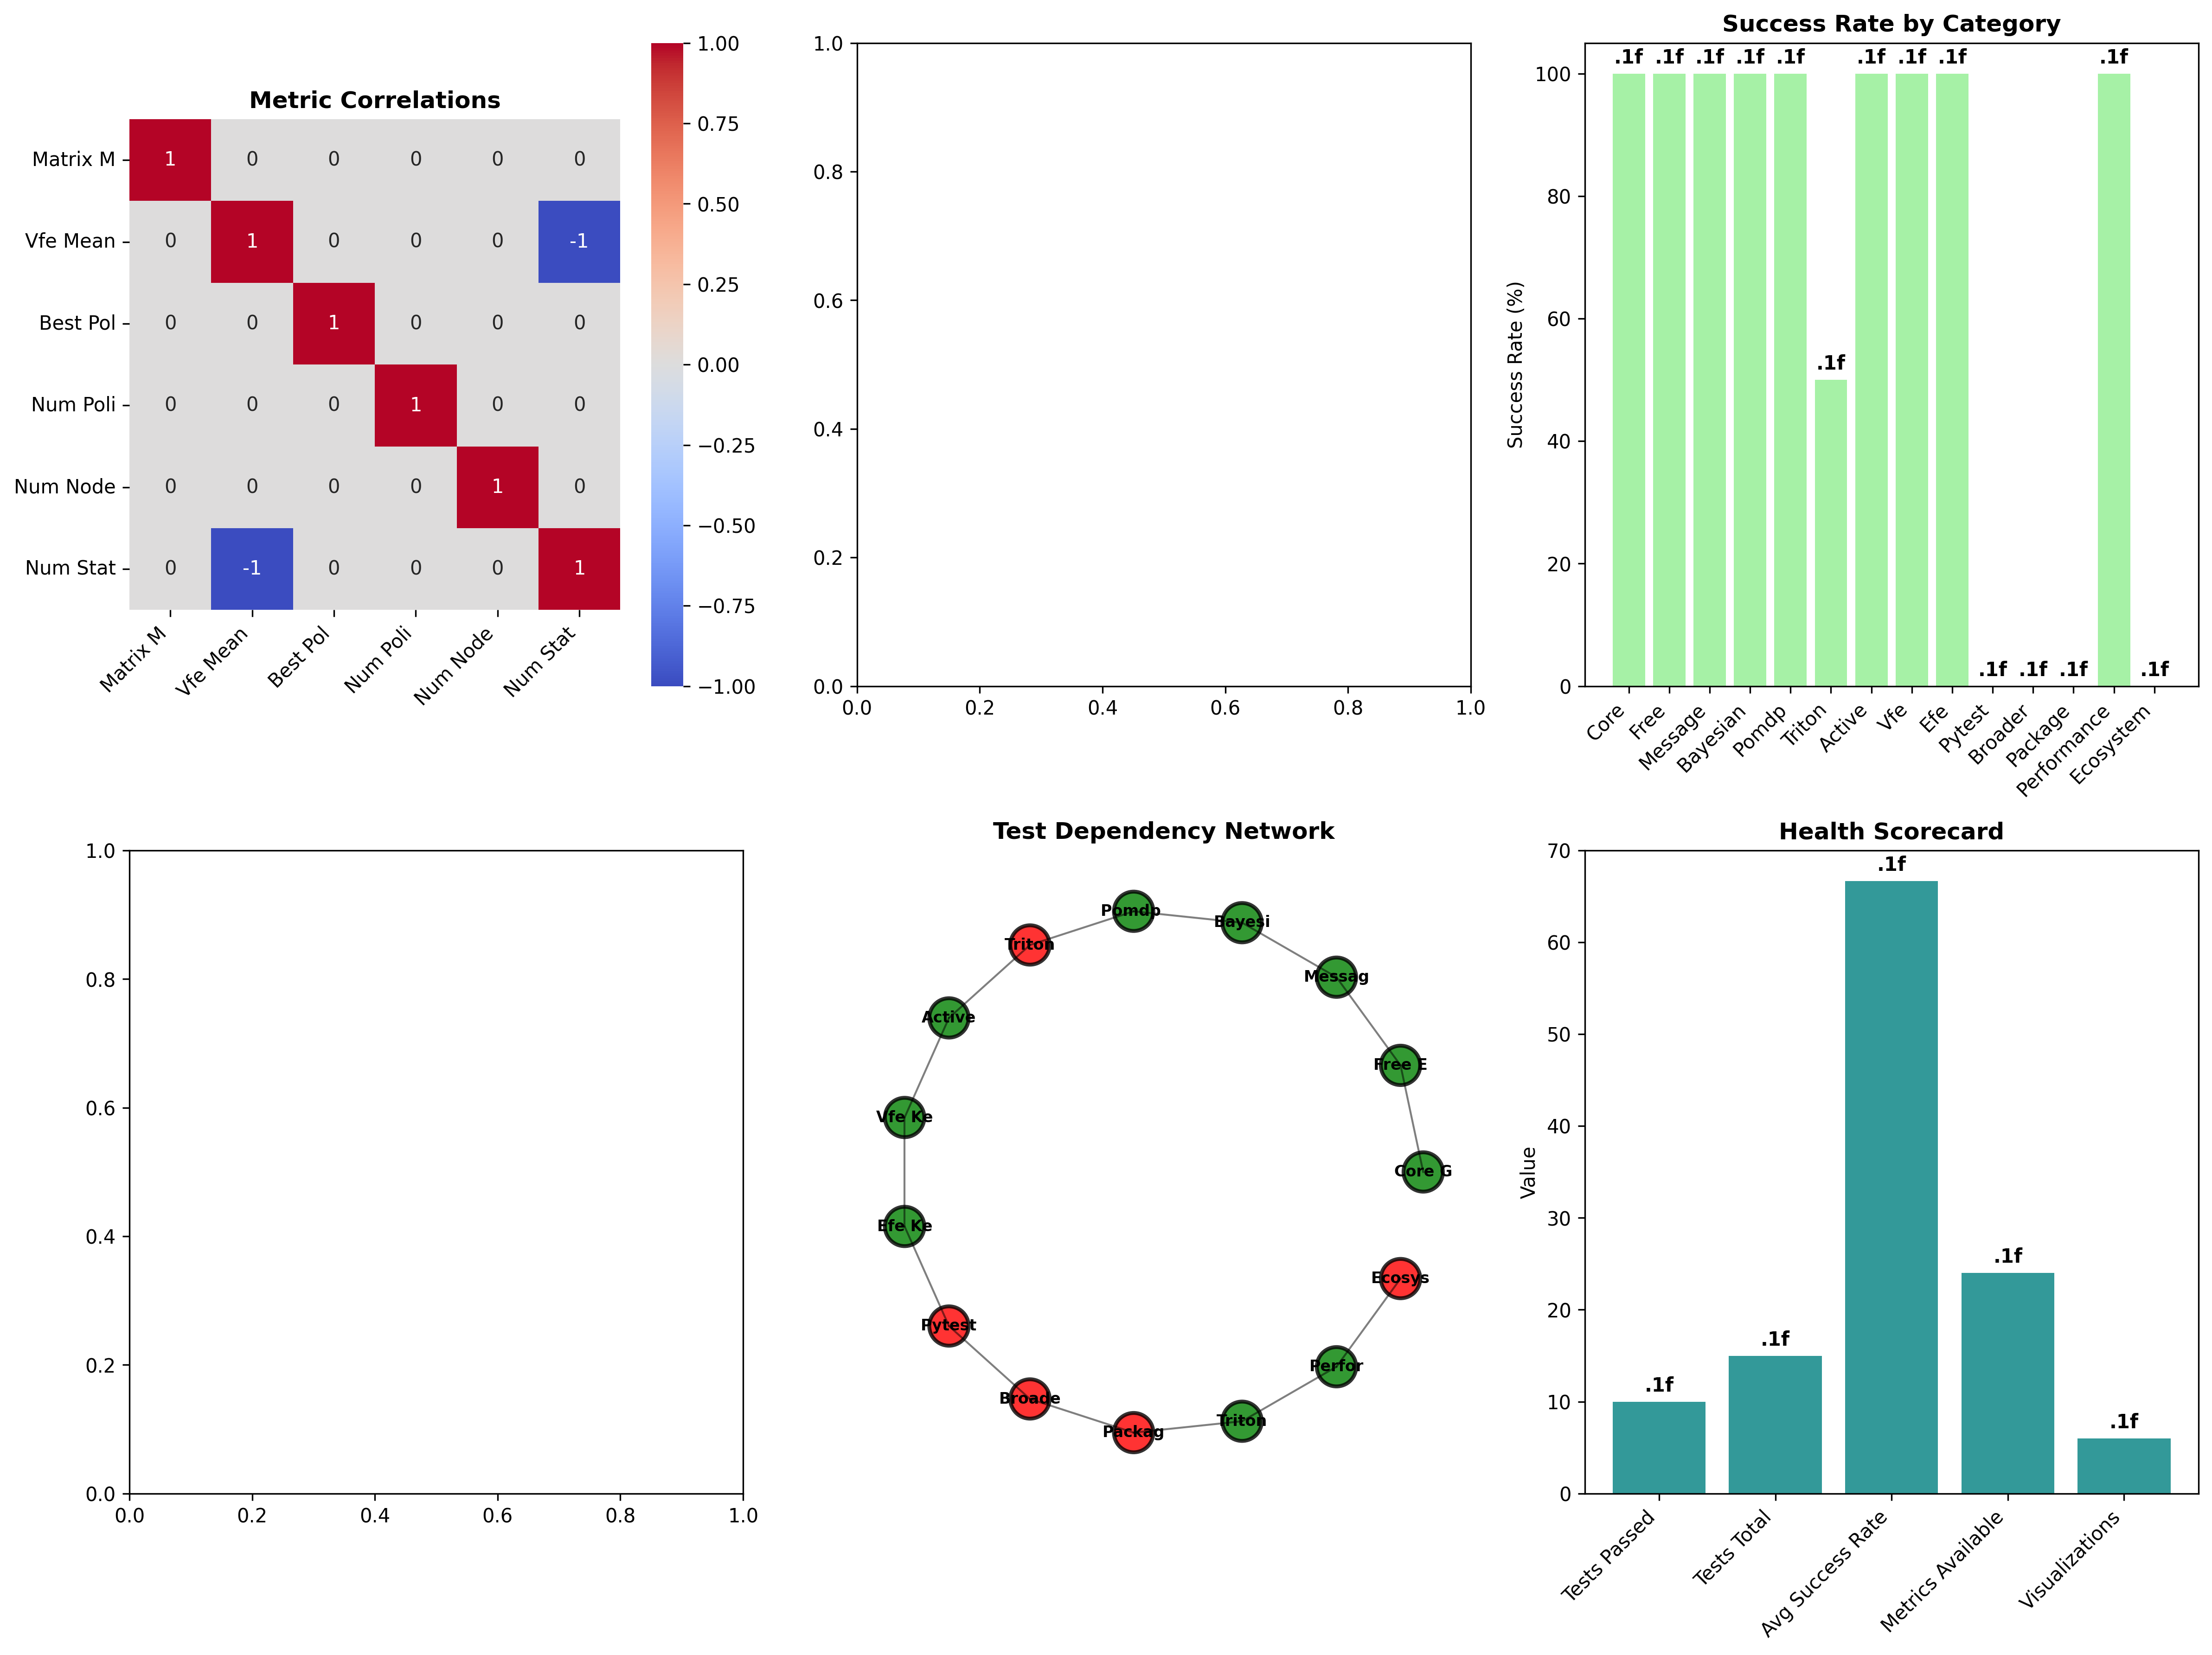 Metric Correlations
Matrix M
1 0 0 0 0 0
Vfe Mean
0 1 0 0 0 -1
Best Pol
0 0 1 0 0 0
Num Poli
0 0 0 1 0 0
Num Node
0 0 0 0 1 0
Num Stat
0 -1 0 0 0 1
Matrix M
Vfe Mean
Best Pol
Num Poli
Num Node
Num Stat
1.00
0.75
0.50
0.25
0.00
−0.25
−0.50
−0.75
−1.00
1.0
0.8
0.6
0.4
0.2
0.0
0.0 0.2 0.4 0.6 0.8 1.0
Success Rate by Category
Success Rate (%)
100
80
60
40
20
0
.1f .1f .1f .1f .1f .1f .1f .1f .1f .1f .1f .1f .1f .1f
Core
Free
Message
Bayesian
Pomdp
Triton
Active
Vfe
Efe
Pytest
Broader
Package
Performance
Ecosystem
1.0
0.8
0.6
0.4
0.2
0.0
0.0 0.2 0.4 0.6 0.8 1.0
Test Dependency Network
Pomdp
Bayesi
Triton
Messag
Active
Free E
Vfe Ke
Core G
Efe Ke
Ecosys
Pytest
Perfor
Broade
Triton
Packag
Health Scorecard
Value
70
60
50
40
30
20
10
0
.1f .1f .1f .1f .1f
Tests Passed
Tests Total
Avg Success Rate
Metrics Available
Visualizations